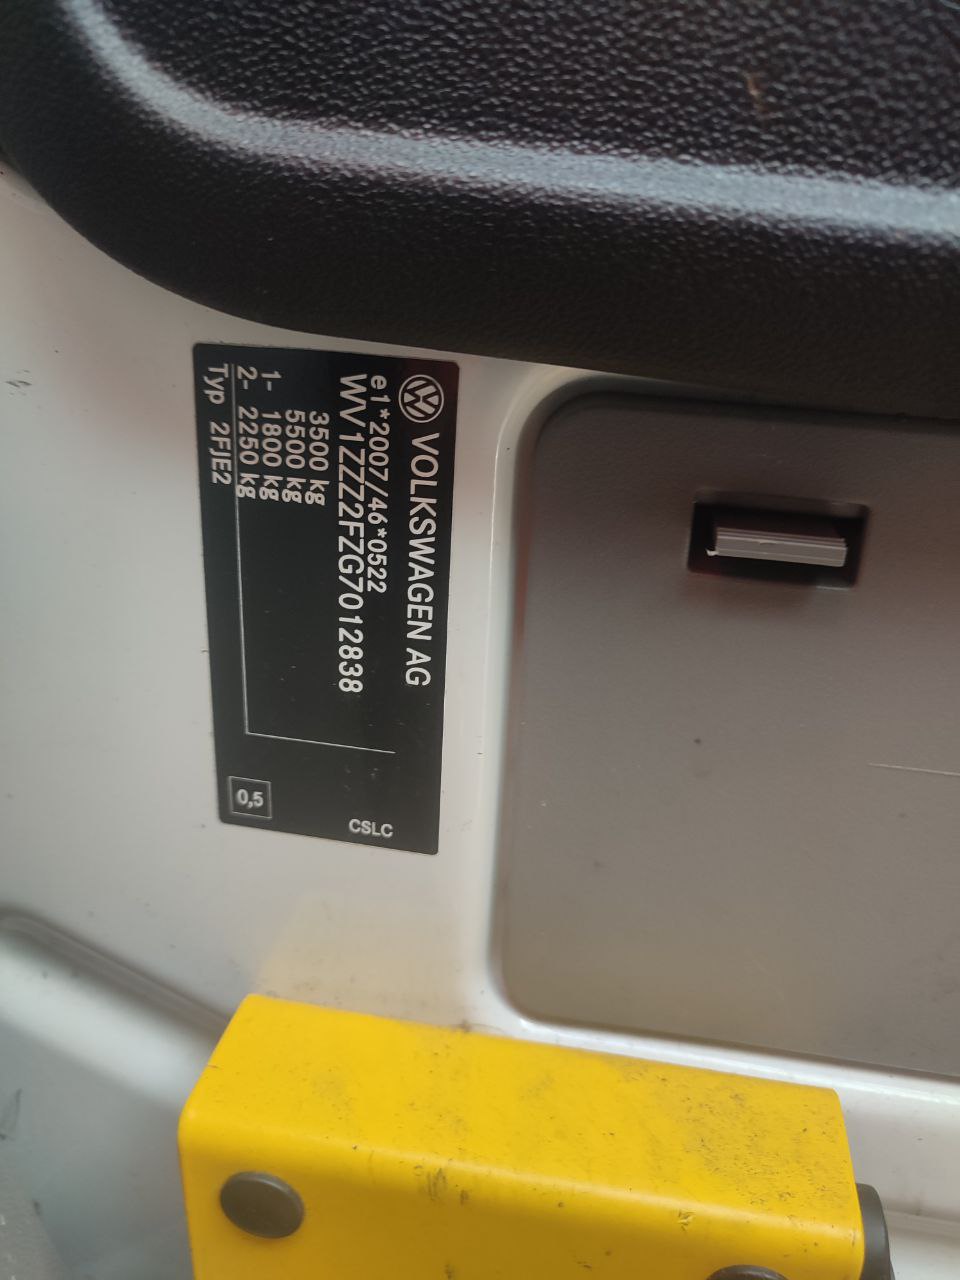 VOLKSWAGEN AG
e1*2007/46*0522
WV1ZZZ2FZG7012838
3500 kg
5500 kg
1- 1800 kg
2- 2250 kg
Typ 2FJE2
0,5
CSLC